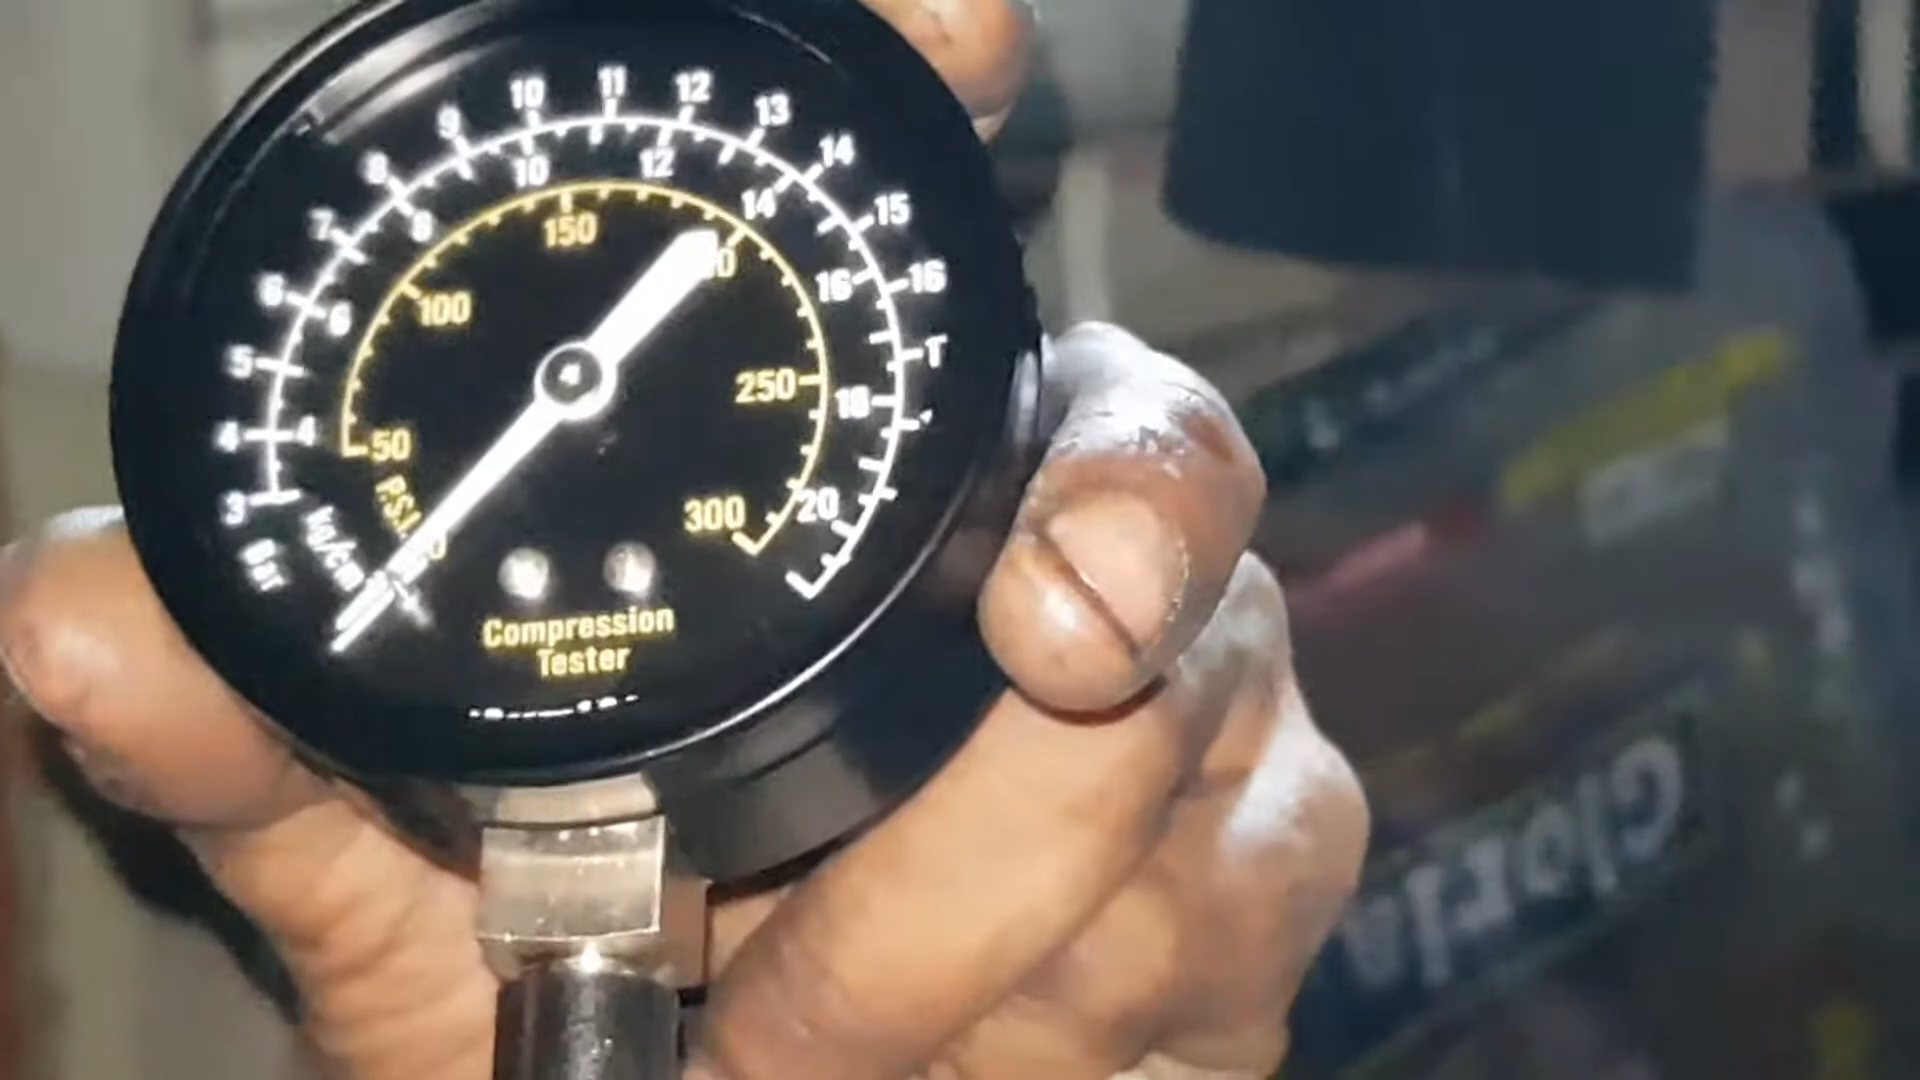 3 4 5 6 7 8 9 10 11 12 13 14 15 16
4 6 8 10 12 14 16 18 20
50 100 150 250 300
Bar
P.S.I.
Compression
Tester
Gloria